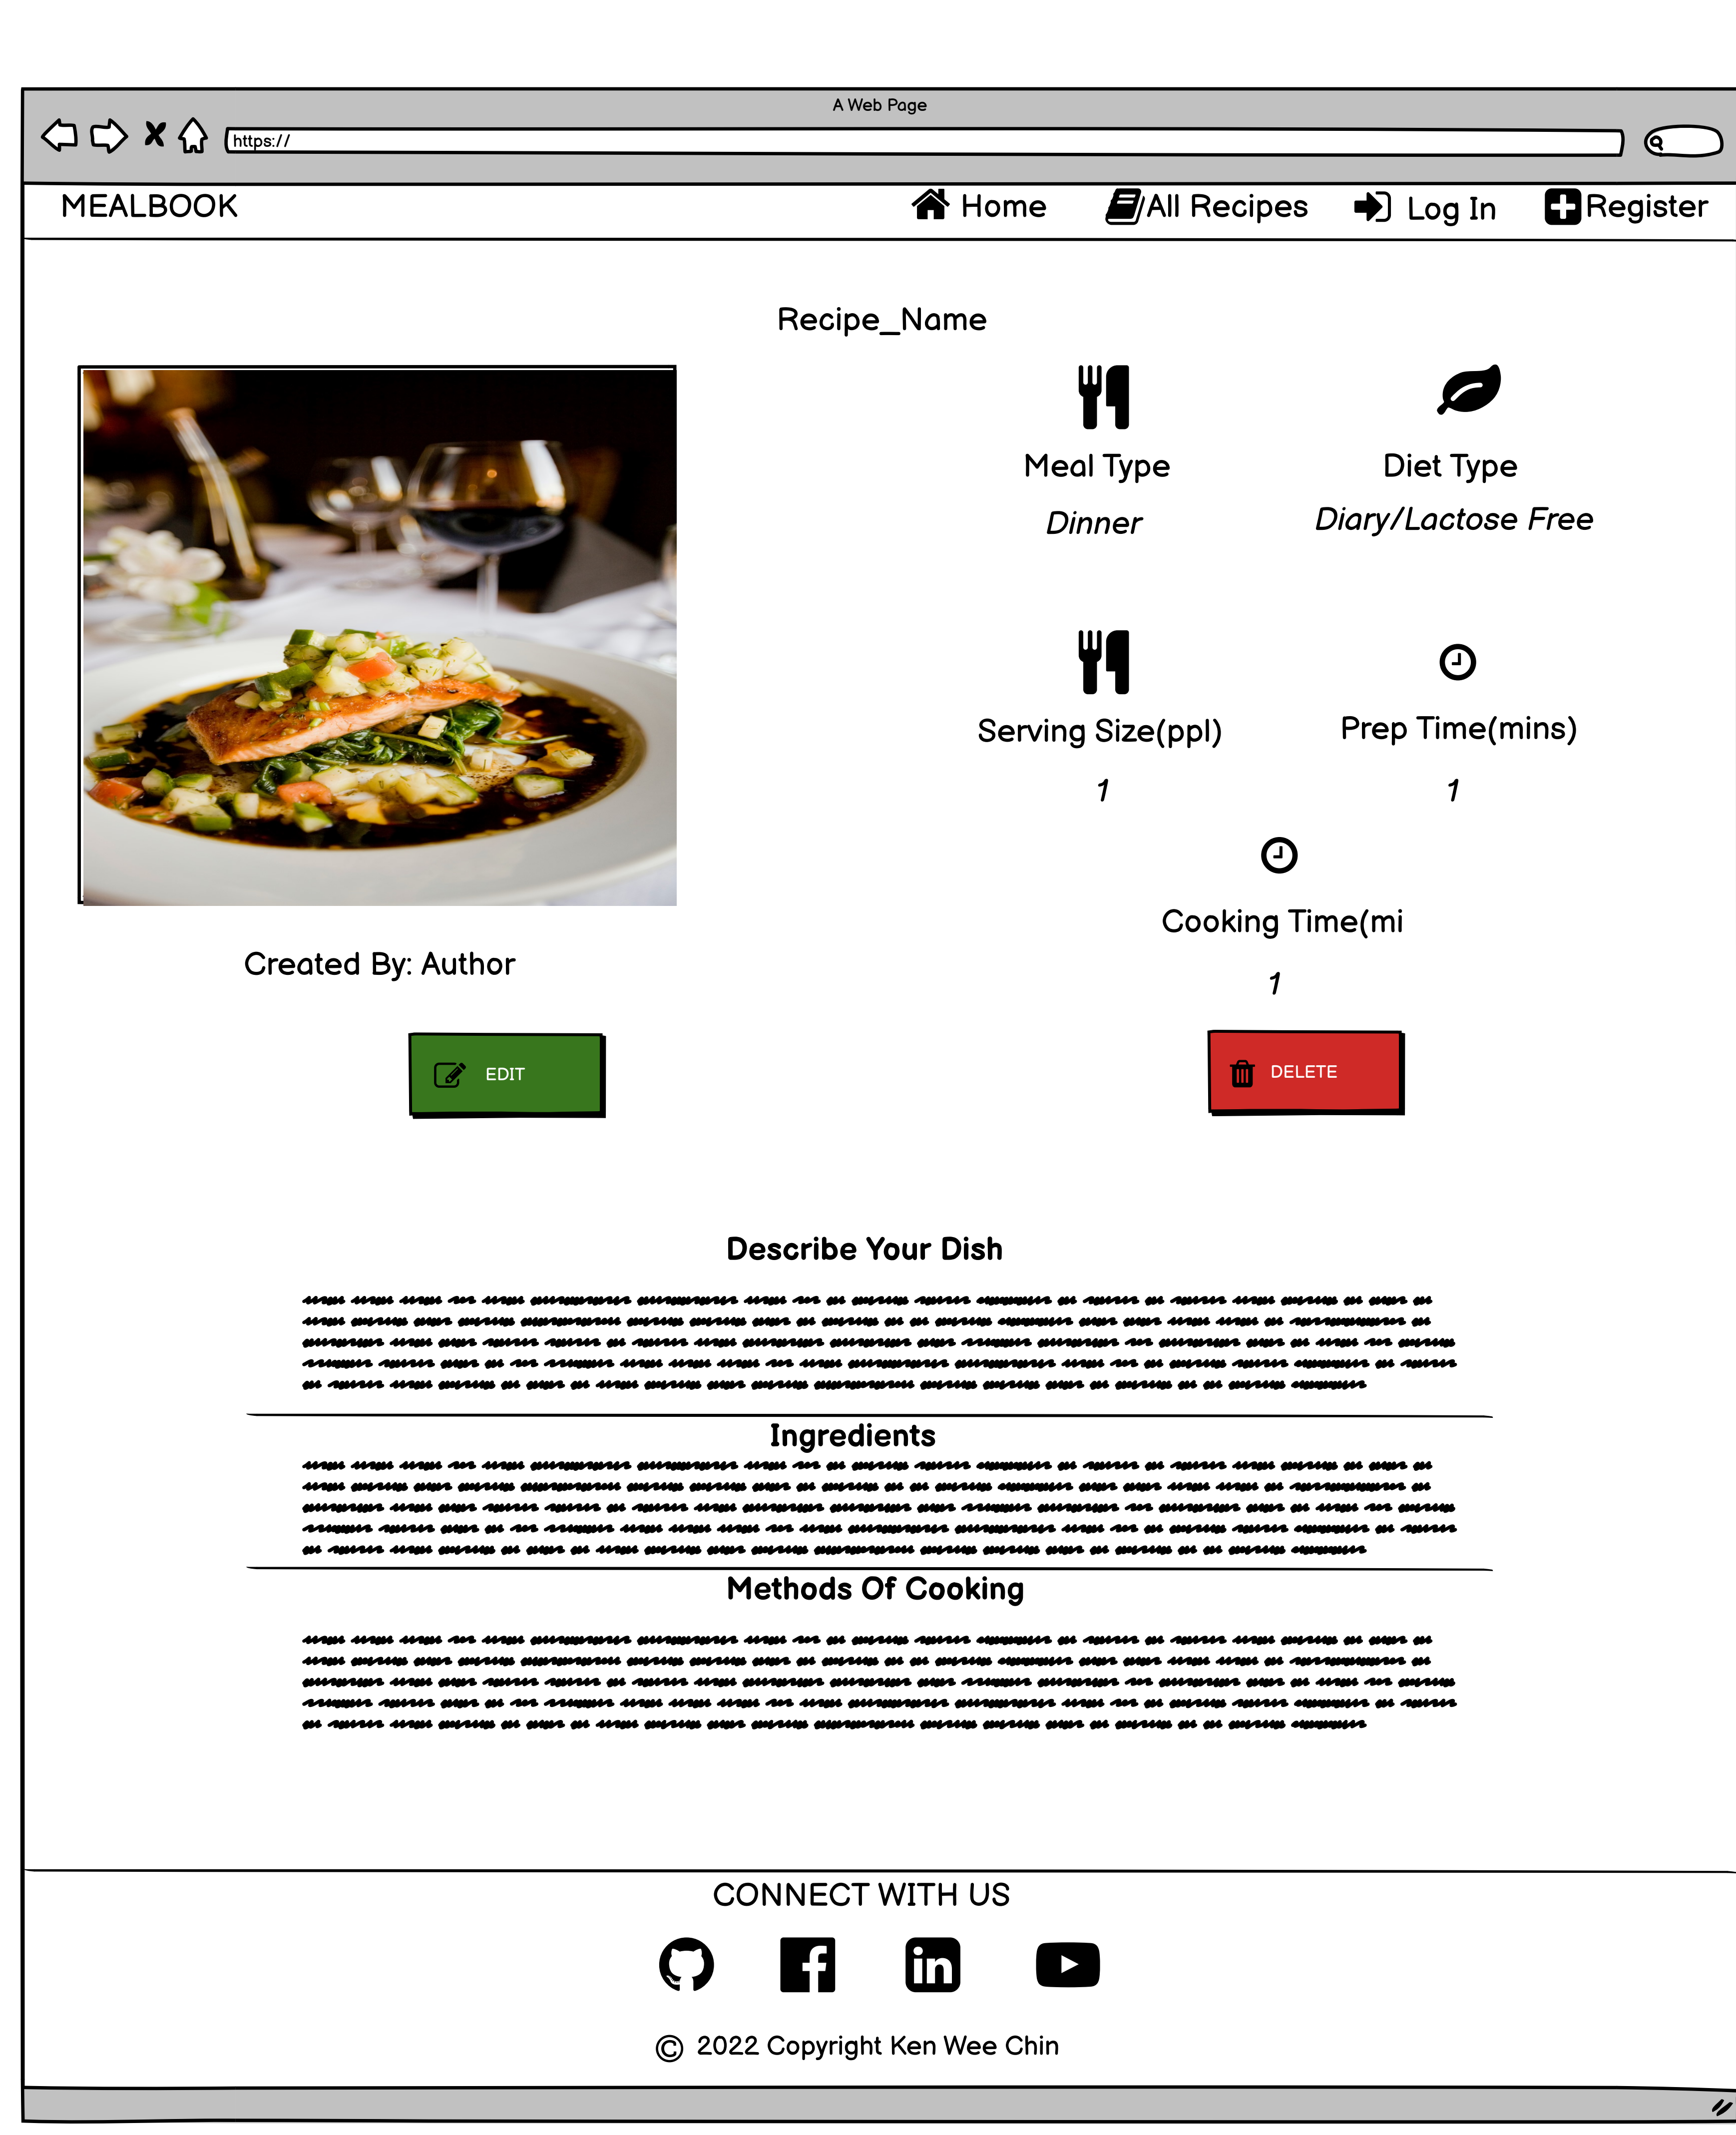 A Web Page
https://
MEALBOOK
Home
All Recipes
Log In
Register
Recipe_Name
Meal Type
Diet Type
Dinner
Diary/Lactose Free
Serving Size(ppl)
Prep Time(mins)
1
1
Cooking Time(mi
1
Created By: Author
EDIT
DELETE
Describe Your Dish
Ingredients
Methods Of Cooking
CONNECT WITH US
in
© 2022 Copyright Ken Wee Chin